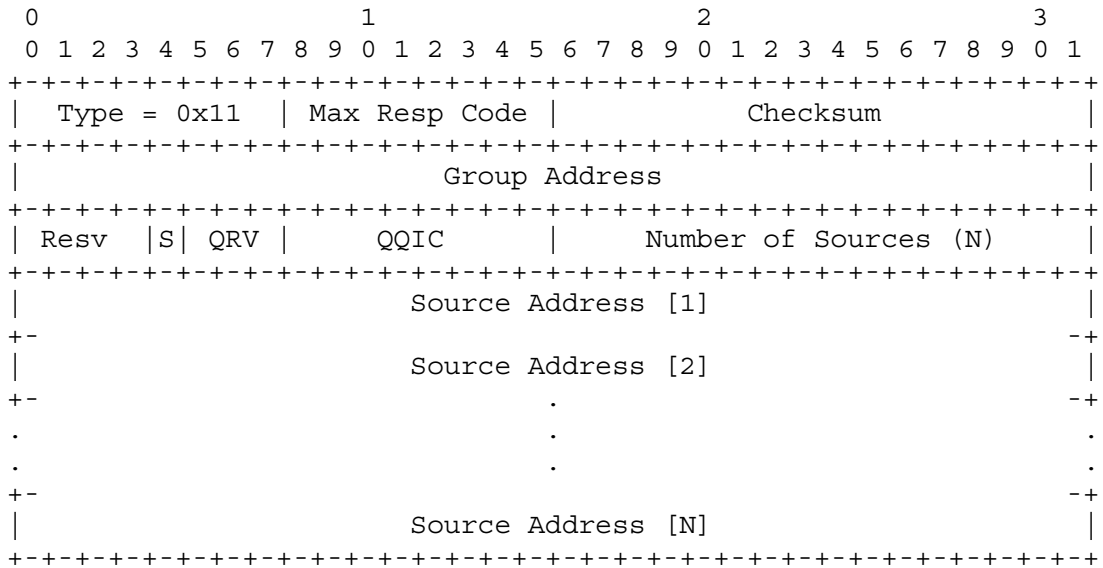 0                   1                   2                   3
 0 1 2 3 4 5 6 7 8 9 0 1 2 3 4 5 6 7 8 9 0 1 2 3 4 5 6 7 8 9 0 1
+-+-+-+-+-+-+-+-+-+-+-+-+-+-+-+-+-+-+-+-+-+-+-+-+-+-+-+-+-+-+-+-+
|  Type = 0x11  | Max Resp Code |           Checksum            |
+-+-+-+-+-+-+-+-+-+-+-+-+-+-+-+-+-+-+-+-+-+-+-+-+-+-+-+-+-+-+-+-+
|                         Group Address                         |
+-+-+-+-+-+-+-+-+-+-+-+-+-+-+-+-+-+-+-+-+-+-+-+-+-+-+-+-+-+-+-+-+
| Resv  |S| QRV |     QQIC      |     Number of Sources (N)     |
+-+-+-+-+-+-+-+-+-+-+-+-+-+-+-+-+-+-+-+-+-+-+-+-+-+-+-+-+-+-+-+-+
|                       Source Address [1]                      |
+-                                                             -+
|                       Source Address [2]                      |
+-                              .                              -+
.                               .                               .
.                               .                               .
+-                                                             -+
|                       Source Address [N]                      |
+-+-+-+-+-+-+-+-+-+-+-+-+-+-+-+-+-+-+-+-+-+-+-+-+-+-+-+-+-+-+-+-+